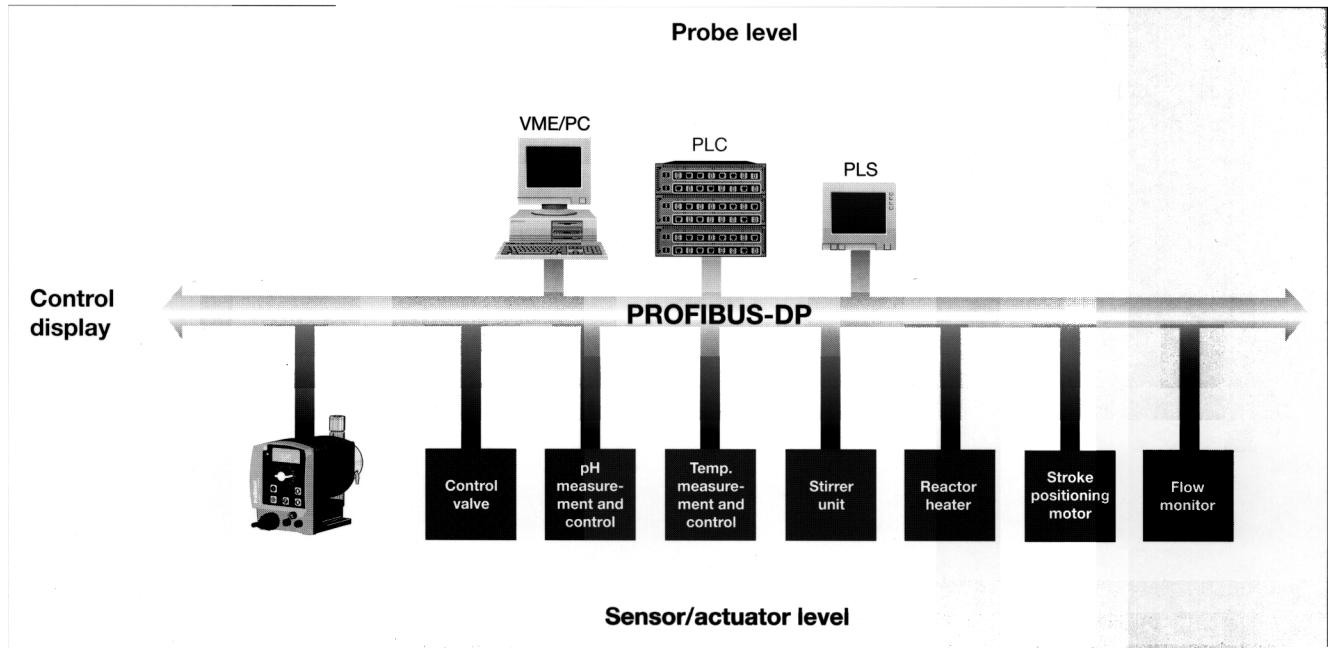 Probe level
VME/PC
PLC
PLS
Control
display
PROFIBUS-DP
Control
valve
pH
measure-
ment and
control
Temp.
measure-
ment and
control
Stirrer
unit
Reactor
heater
Stroke
positioning
motor
Flow
monitor
Sensor/actuator level